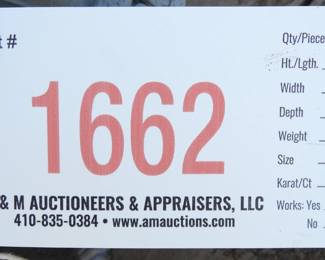 t #
1662
& M AUCTIONEERS & APPRAISERS, LLC
410-835-0384 • www.amauctions.com
Qty/Piece
Ht./Lgth.
Width
Depth
Weight
Size
Karat/Ct
Works: Yes
No